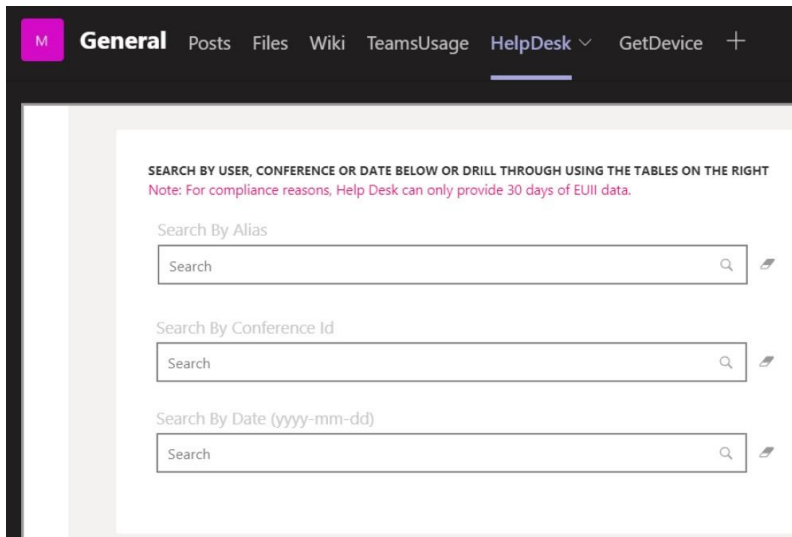 M General Posts Files Wiki TeamsUsage HelpDesk GetDevice
SEARCH BY USER, CONFERENCE OR DATE BELOW OR DRILL THROUGH USING THE TABLES ON THE RIGHT
Note: For compliance reasons, Help Desk can only provide 30 days of EUII data.
Search By Alias
Search
Search By Conference Id
Search
Search By Date (yyyy-mm-dd)
Search